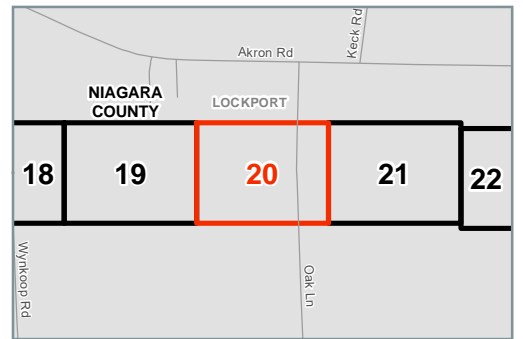 Akron Rd
Keck Rd
NIAGARA
COUNTY
LOCKPORT
18
19
20
21
22
Wynkoop Rd
Oak Ln